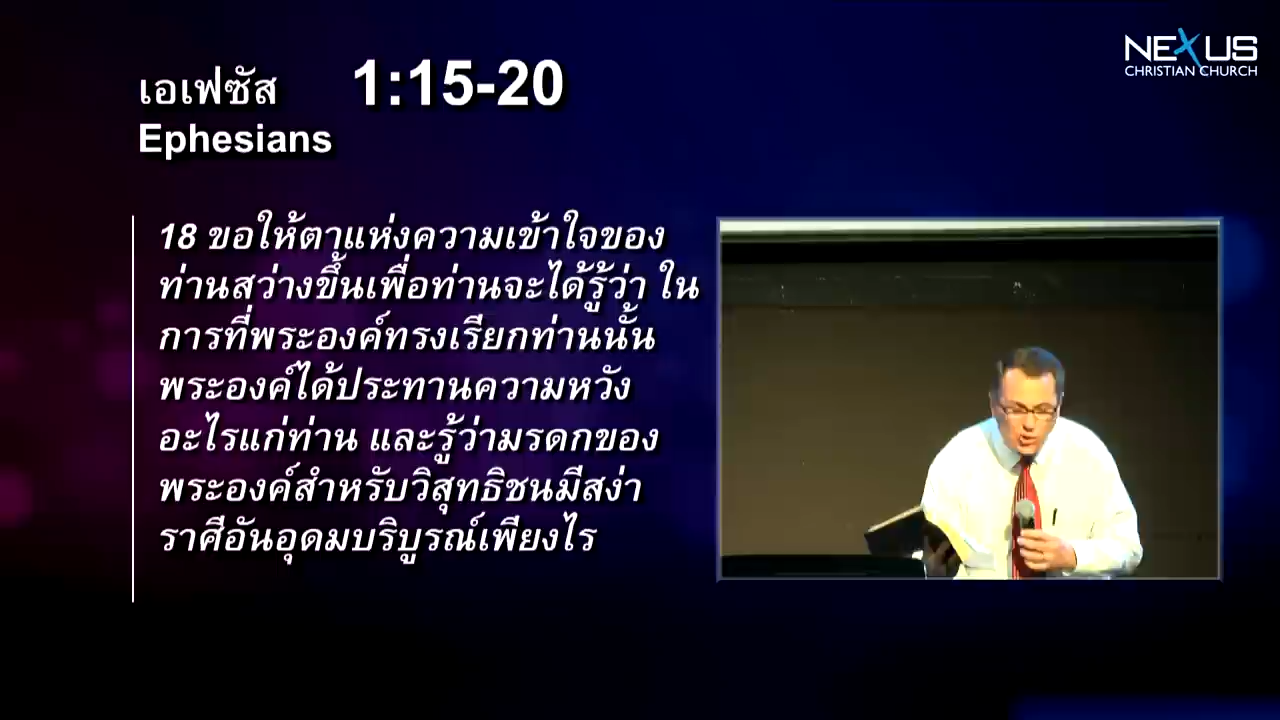 NEXUS
CHRISTIAN CHURCH
เอเฟซัส 1:15-20
Ephesians
18 ขอให้ตาแห่งความเข้าใจของ
ท่านสว่างขึ้นเพื่อท่านจะได้รู้ว่า ใน
การที่พระองค์ทรงเรียกท่านนั้น
พระองค์ได้ประทานความหวัง
อะไรแก่ท่าน และรู้ว่ามรดกของ
พระองค์สำหรับวิสุทธิชนมีสง่า
ราศีอันอุดมบริบูรณ์เพียงไร